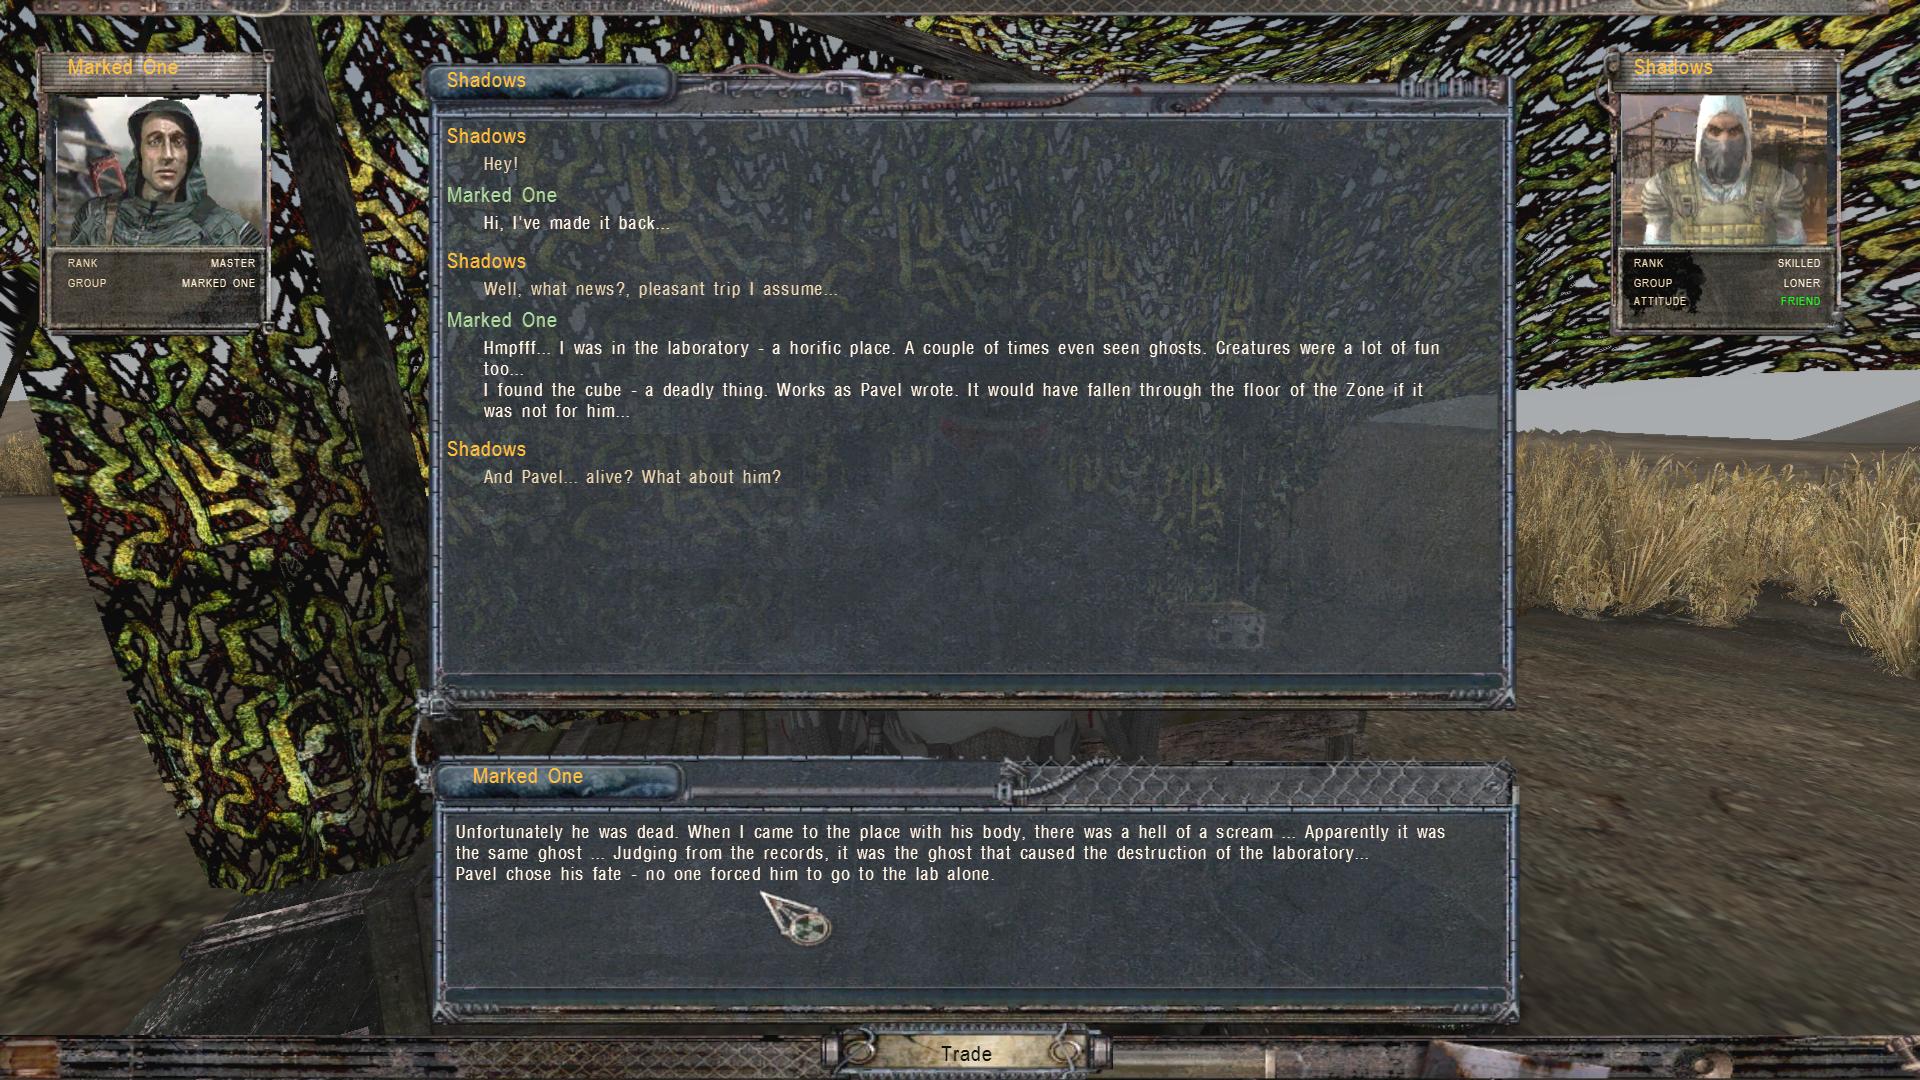 Marked One
RANK MASTER
GROUP MARKED ONE
Shadows
Shadows
Hey!
Marked One
Hi, I've made it back...
Shadows
Well, what news?, pleasant trip I assume...
Marked One
Hmpfff... I was in the laboratory - a horific place. A couple of times even seen ghosts. Creatures were a lot of fun
too...
I found the cube - a deadly thing. Works as Pavel wrote. It would have fallen through the floor of the Zone if it
was not for him...
Shadows
And Pavel... alive? What about him?
Shadows
RANK SKILLED
GROUP LONER
ATTITUDE FRIEND
Marked One
Unfortunately he was dead. When I came to the place with his body, there was a hell of a scream ... Apparently it was
the same ghost ... Judging from the records, it was the ghost that caused the destruction of the laboratory...
Pavel chose his fate - no one forced him to go to the lab alone.
Trade